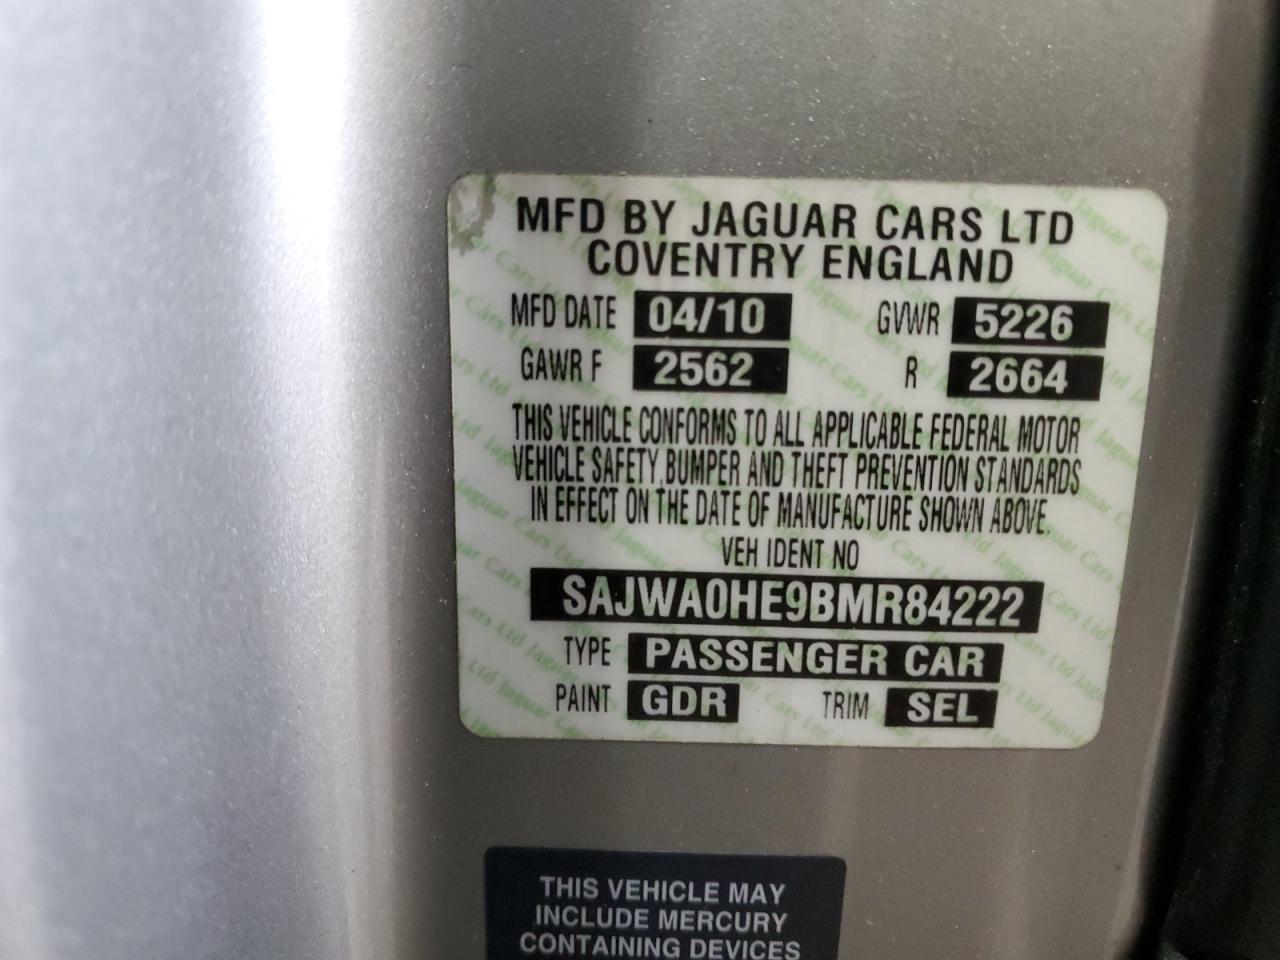 MFD BY JAGUAR CARS LTD
COVENTRY ENGLAND
MFD DATE 04/10 GVWR 5226
GAWR F 2562 R 2664
THIS VEHICLE CONFORMS TO ALL APPLICABLE FEDERAL MOTOR
VEHICLE SAFETY, BUMPER AND THEFT PREVENTION STANDARDS
IN EFFECT ON THE DATE OF MANUFACTURE SHOWN ABOVE.
VEH IDENT NO
SAJWA0HE9BMR84222
TYPE PASSENGER CAR
PAINT GDR TRIM SEL
THIS VEHICLE MAY
INCLUDE MERCURY
CONTAINING DEVICES